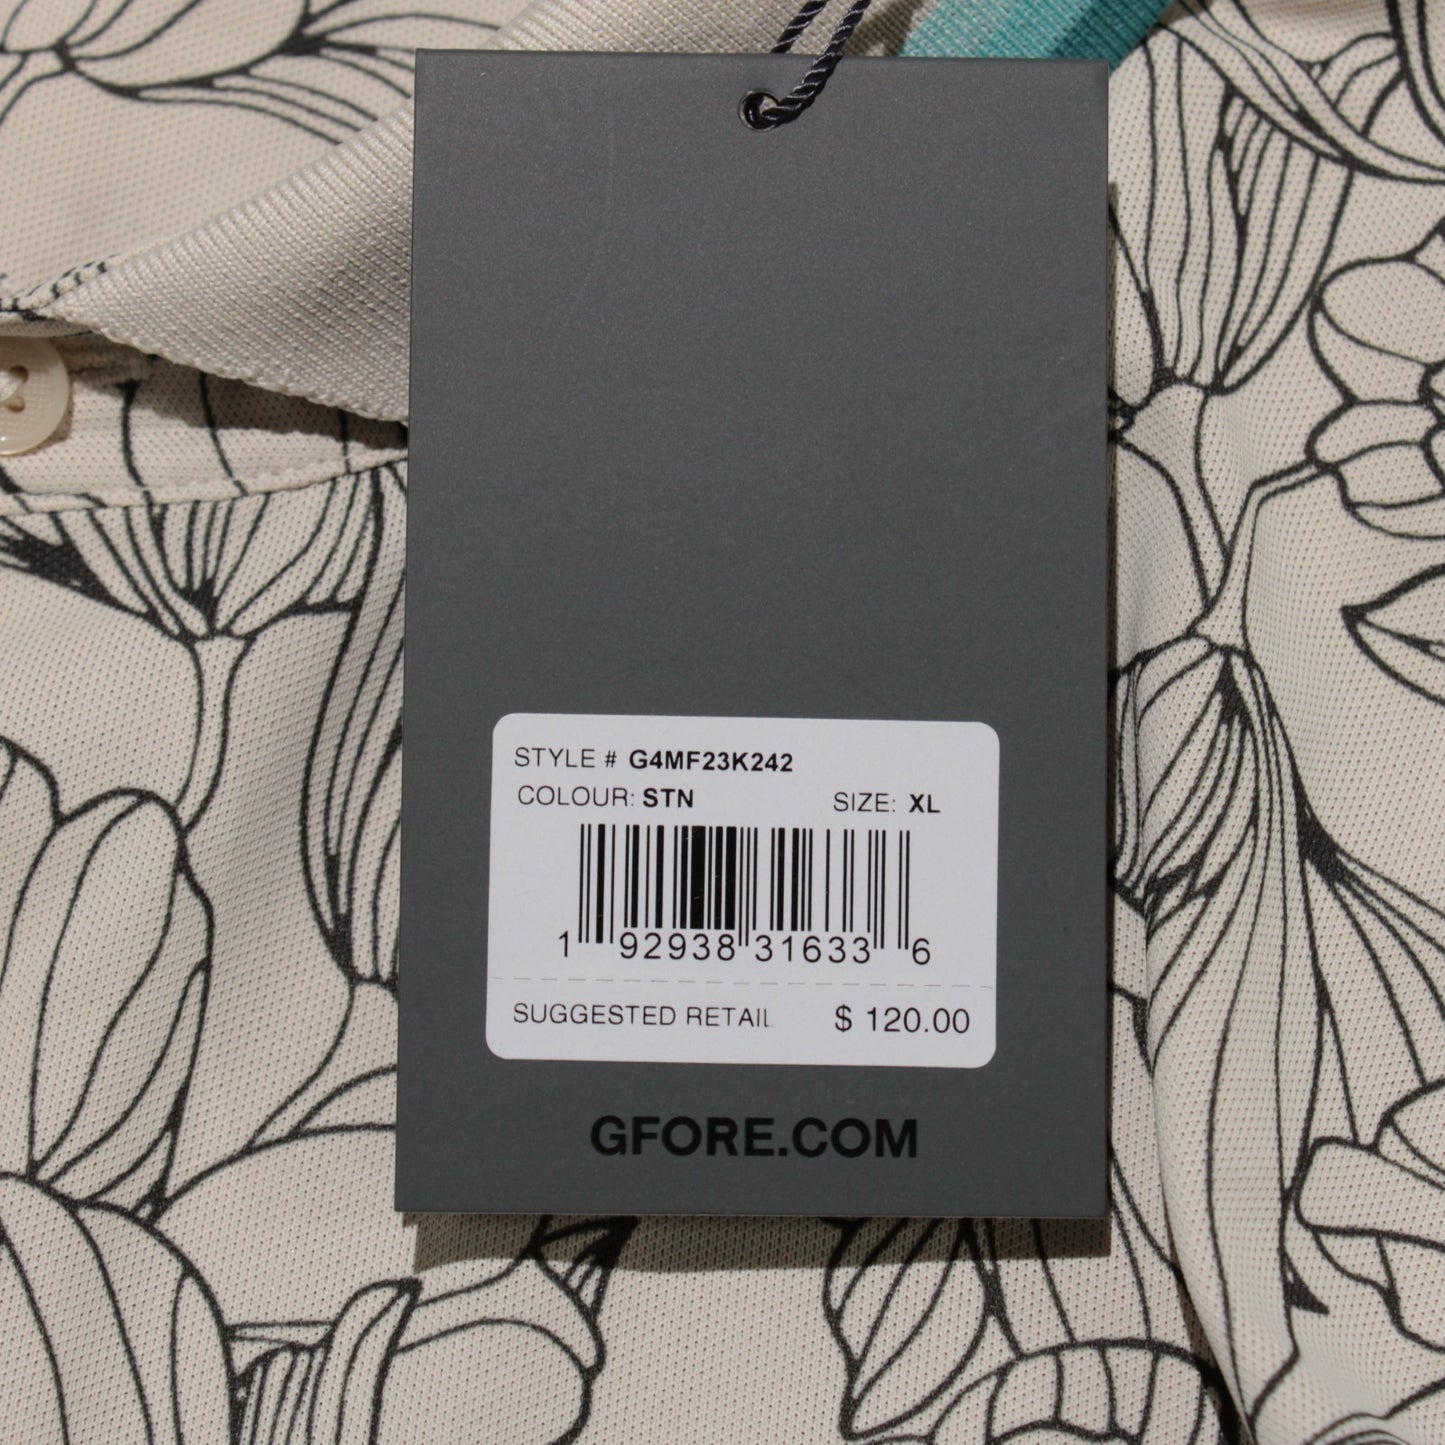 STYLE # G4MF23K242
COLOUR: STN SIZE: XL
1 92938 31633 6
SUGGESTED RETAIL $ 120.00
GFORE.COM